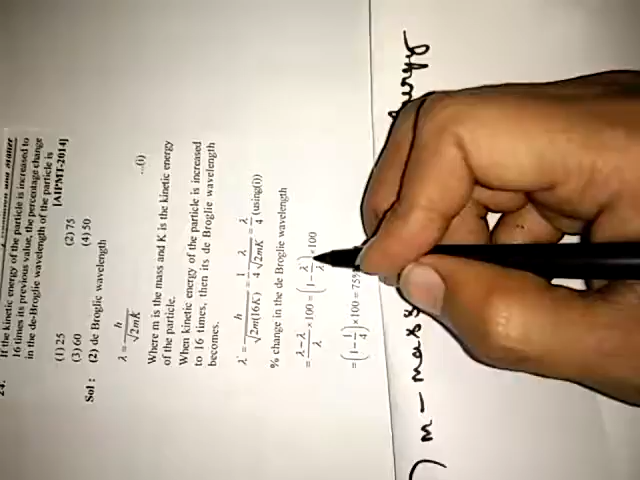 24.
If the kinetic energy of the particle is increased to
16 times its previous value, the percentage change
in the de-Broglie wavelength of the particle is
[AIPMT-2014]
(1) 25 (2) 75
(3) 60 (4) 50
Sol : (2) de Broglie wavelength
λ = h/√2mK ...(i)
Where m is the mass and K is the kinetic energy
of the particle.
When kinetic energy of the particle is increased
to 16 times, then its de Broglie wavelength
becomes.
λ' = h/√2m(16K) = 1/4 λ/√2mK = λ/4 (using(i))
% change in the de Broglie wavelength
= λ-λ/λ ×100 = (1-λ/λ)×100
= (1-1/4)×100 = 75%
) m - mass